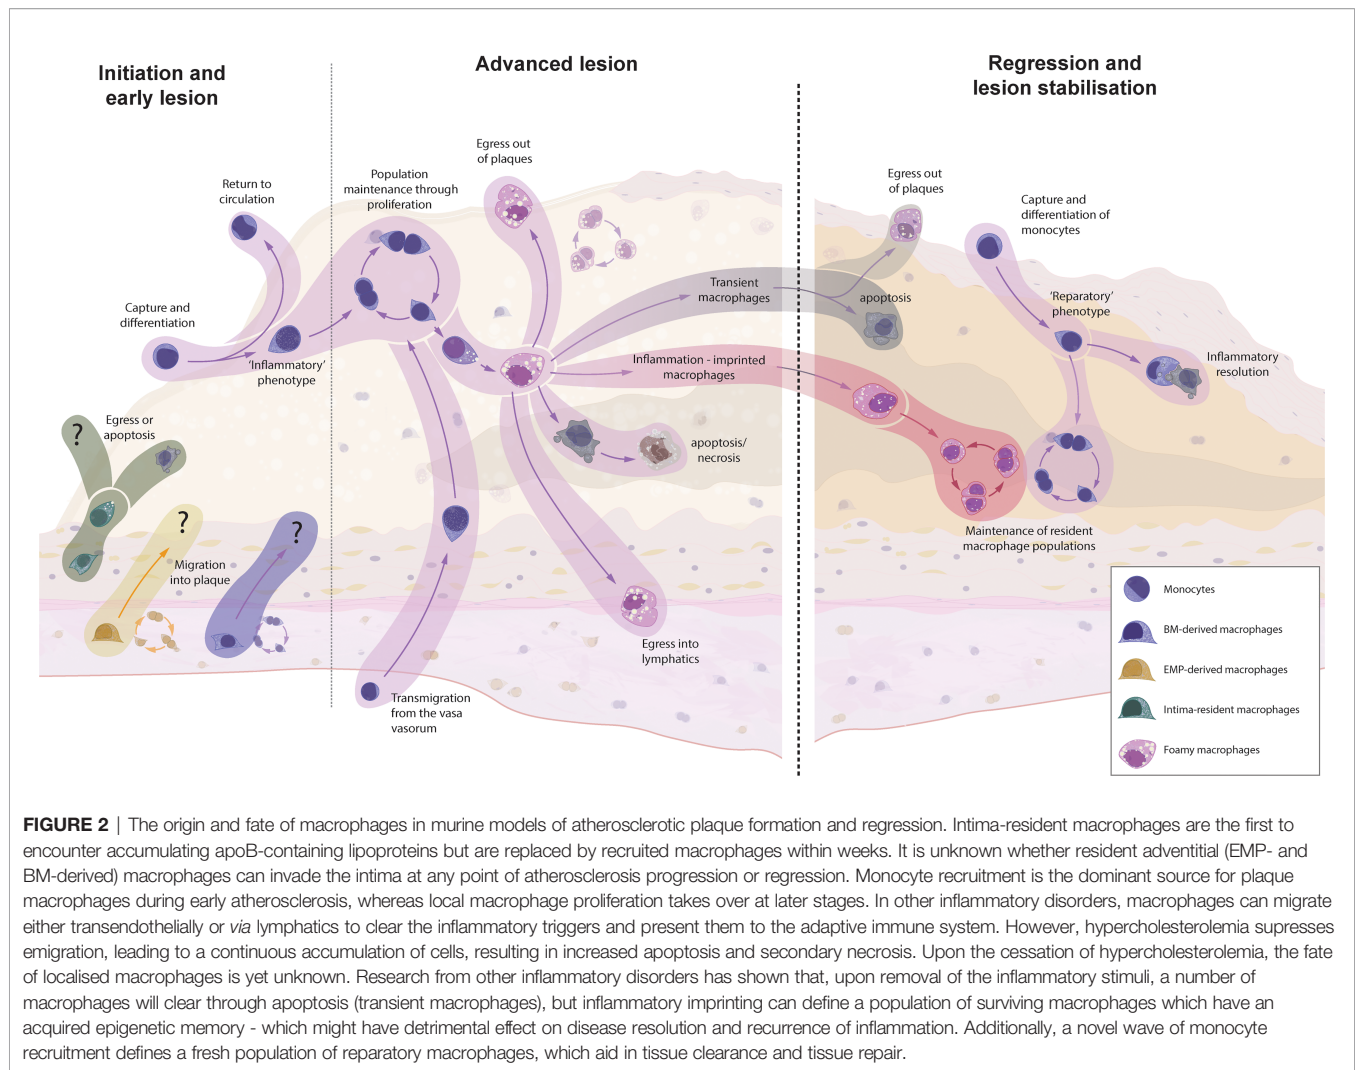 Initiation and
early lesion
Advanced lesion
Regression and
lesion stabilisation
Return to
circulation
Capture and
differentiation
'Inflammatory'
phenotype
Population
maintenance through
proliferation
Egress out
of plaques
Transient
macrophages
Inflammation - imprinted
macrophages
apoptosis/
necrosis
Egress or
apoptosis
?
?
?
Migration
into plaque
Transmigration
from the vasa
vasorum
Egress into
lymphatics
Egress out
of plaques
apoptosis
Capture and
differentiation of
monocytes
'Reparatory'
phenotype
Inflammatory
resolution
Maintenance of resident
macrophage populations
Monocytes
BM-derived macrophages
EMP-derived macrophages
Intima-resident macrophages
Foamy macrophages
FIGURE 2 | The origin and fate of macrophages in murine models of atherosclerotic plaque formation and regression. Intima-resident macrophages are the first to
encounter accumulating apoB-containing lipoproteins but are replaced by recruited macrophages within weeks. It is unknown whether resident adventitial (EMP- and
BM-derived) macrophages can invade the intima at any point of atherosclerosis progression or regression. Monocyte recruitment is the dominant source for plaque
macrophages during early atherosclerosis, whereas local macrophage proliferation takes over at later stages. In other inflammatory disorders, macrophages can migrate
either transendothelially or via lymphatics to clear the inflammatory triggers and present them to the adaptive immune system. However, hypercholesterolemia supresses
emigration, leading to a continuous accumulation of cells, resulting in increased apoptosis and secondary necrosis. Upon the cessation of hypercholesterolemia, the fate
of localised macrophages is yet unknown. Research from other inflammatory disorders has shown that, upon removal of the inflammatory stimuli, a number of
macrophages will clear through apoptosis (transient macrophages), but inflammatory imprinting can define a population of surviving macrophages which have an
acquired epigenetic memory - which might have detrimental effect on disease resolution and recurrence of inflammation. Additionally, a novel wave of monocyte
recruitment defines a fresh population of reparatory macrophages, which aid in tissue clearance and tissue repair.